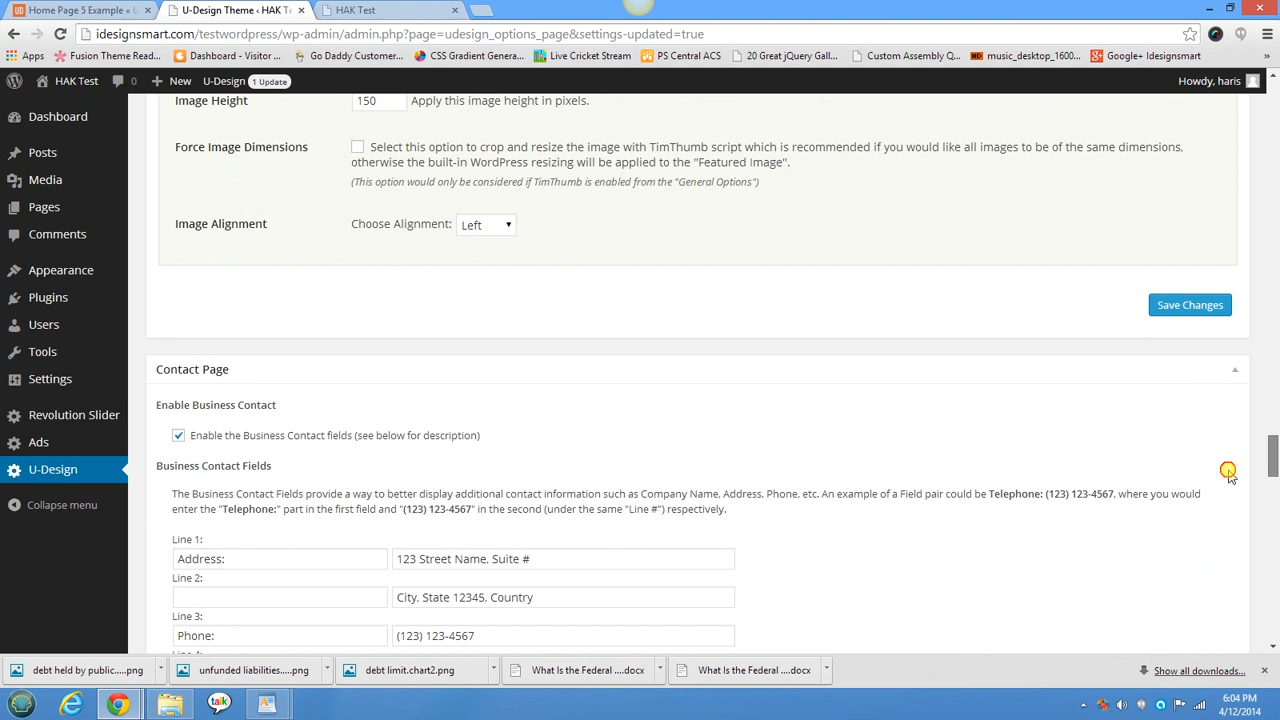 Home Page 5 Example « U
U-Design Theme ‹ HAK T
HAK Test
idesignsmart.com/testwordpress/wp-admin/admin.php?page=udesign_options_page&settings-updated=true
Apps
Fusion Theme Read...
Dashboard - Visitor ...
Go Daddy Customer...
CSS Gradient Genera...
Live Cricket Stream
PS Central ACS
20 Great jQuery Gall...
Custom Assembly Q...
music_desktop_1600...
Google+ Idesignsmart
HAK Test
0
New
U-Design
1 Update
Howdy, haris
Dashboard
Posts
Media
Pages
Comments
Appearance
Plugins
Users
Tools
Settings
Revolution Slider
Ads
U-Design
Collapse menu
Image Height
150
Apply this image height in pixels.
Force Image Dimensions
Select this option to crop and resize the image with TimThumb script which is recommended if you would like all images to be of the same dimensions,
otherwise the built-in WordPress resizing will be applied to the "Featured Image".
(This option would only be considered if TimThumb is enabled from the "General Options")
Image Alignment
Choose Alignment:
Left
Save Changes
Contact Page
Enable Business Contact
Enable the Business Contact fields (see below for description)
Business Contact Fields
The Business Contact Fields provide a way to better display additional contact information such as Company Name, Address, Phone, etc. An example of a Field pair could be Telephone: (123) 123-4567, where you would
enter the "Telephone:" part in the first field and "(123) 123-4567" in the second (under the same "Line #") respectively.
Line 1:
Address:
123 Street Name, Suite #
Line 2:
City, State 12345, Country
Line 3:
Phone:
(123) 123-4567
debt held by public.....png
unfunded liabilities....png
debt limit.chart2.png
What Is the Federal ....docx
What Is the Federal ....docx
Show all downloads...
talk
6:04 PM
4/12/2014